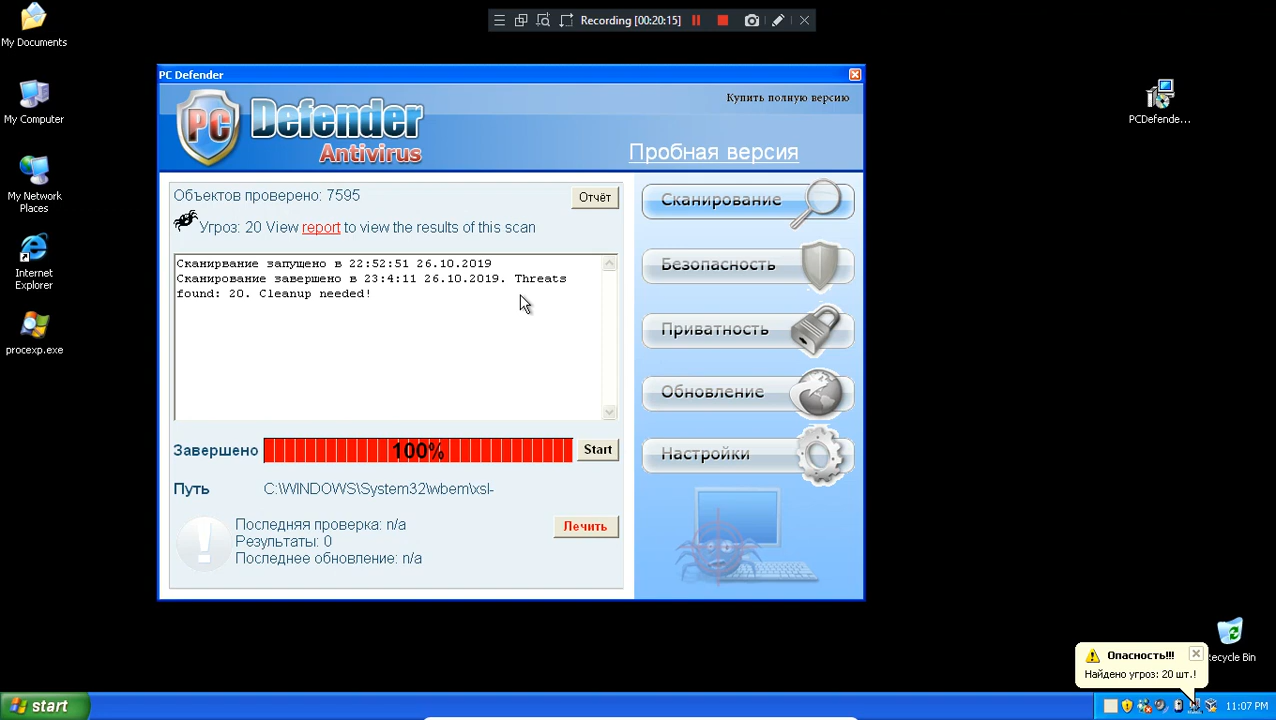 My Documents
My Computer
My Network
Places
Internet
Explorer
procexp.exe
Recording [00:20:15]
PC Defender
PC Defender
Antivirus
Купить полную версию
Пробная версия
Объектов проверено: 7595
Отчёт
Угроз: 20 View report to view the results of this scan
Сканирвание запущено в 22:52:51 26.10.2019
Сканирование завершено в 23:4:11 26.10.2019. Threats
found: 20. Cleanup needed!
Завершено
100%
Start
Путь
C:\WINDOWS\System32\wbem\xsl-
Последняя проверка: n/a
Результаты: 0
Последнее обновление: n/a
Лечить
Сканирование
Безопасность
Приватность
Обновление
Настройки
PCDefende...
Recycle Bin
Опасность!!!
Найдено угроз: 20 шт.!
start
11:07 PM